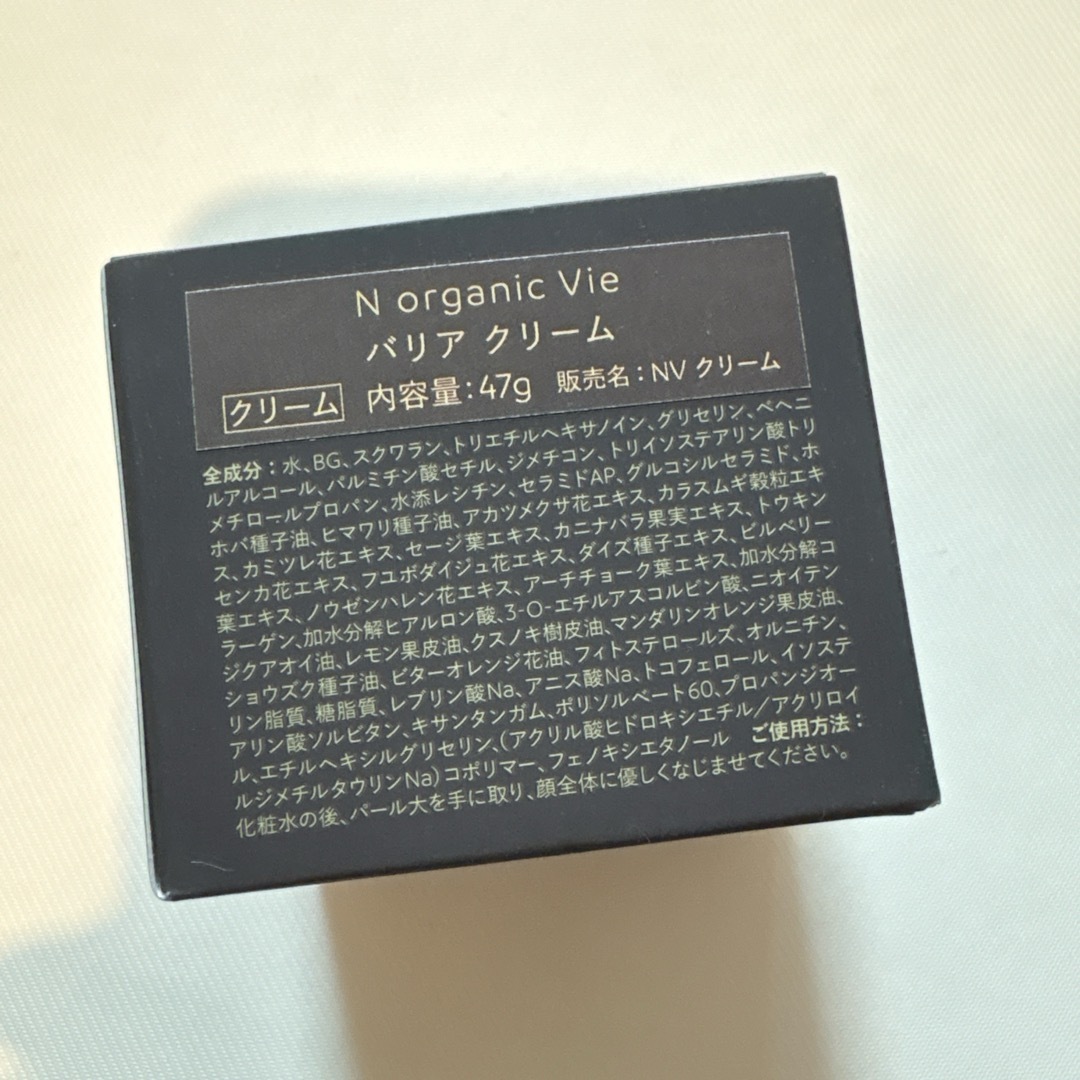 N organic Vie
バリア クリーム
クリーム 内容量：47g 販売名：NV クリーム
全成分：水、BG、スクワラン、トリエチルヘキサノイン、グリセリン、ベヘニ
ルアルコール、パルミチン酸セチル、ジメチコン、トリイソステアリン酸トリ
メチロールプロパン、水添レシチン、セラミドAP、グルコシルセラミド、ホ
ホバ種子油、ヒマワリ種子油、アカツメクサ花エキス、カラスムギ穀粒エキ
ス、カミツレ花エキス、セージ葉エキス、カニナバラ果実エキス、トウキン
センカ花エキス、フユボダイジュ花エキス、ダイズ種子エキス、ビルベリー
葉エキス、ノウゼンハレン花エキス、アーチチョーク葉エキス、加水分解コ
ラーゲン、加水分解ヒアルロン酸、3-O-エチルアスコルビン酸、ニオイテン
ジクアオイ油、レモン果皮油、クスノキ樹皮油、マンダリンオレンジ果皮油、
ショウズク種子油、ビターオレンジ花油、フィトステロールズ、オルニチン、
リン脂質、糖脂質、レブリン酸Na、アニス酸Na、トコフェロール、イソステ
アリン酸ソルビタン、キサンタンガム、ポリソルベート60、プロパンジオー
ル、エチルヘキシルグリセリン、（アクリル酸ヒドロキシエチル／アクリロイ
ルジメチルタウリンNa）コポリマー、フェノキシエタノール ご使用方法：
化粧水の後、パール大を手に取り、顔全体に優しくなじませてください。